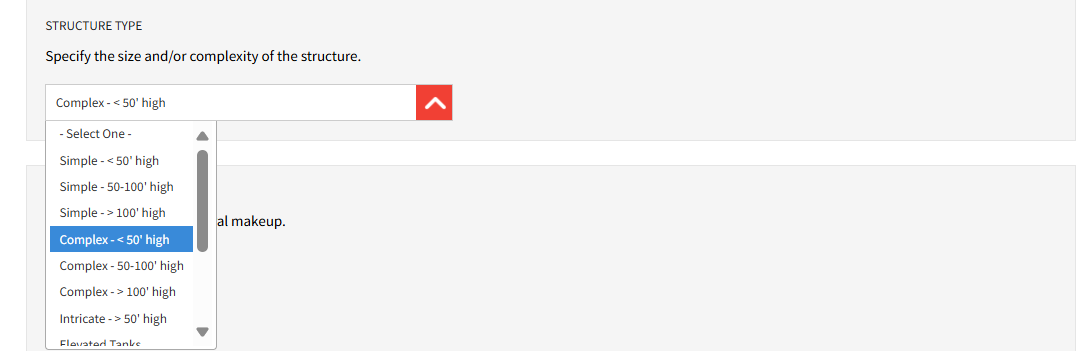 STRUCTURE TYPE
Specify the size and/or complexity of the structure.
Complex - < 50' high
- Select One -
Simple - < 50' high
Simple - 50-100' high
Simple - > 100' high
al makeup.
Complex - < 50' high
Complex - 50-100' high
Complex - > 100' high
Intricate - > 50' high
Elevated Tanks